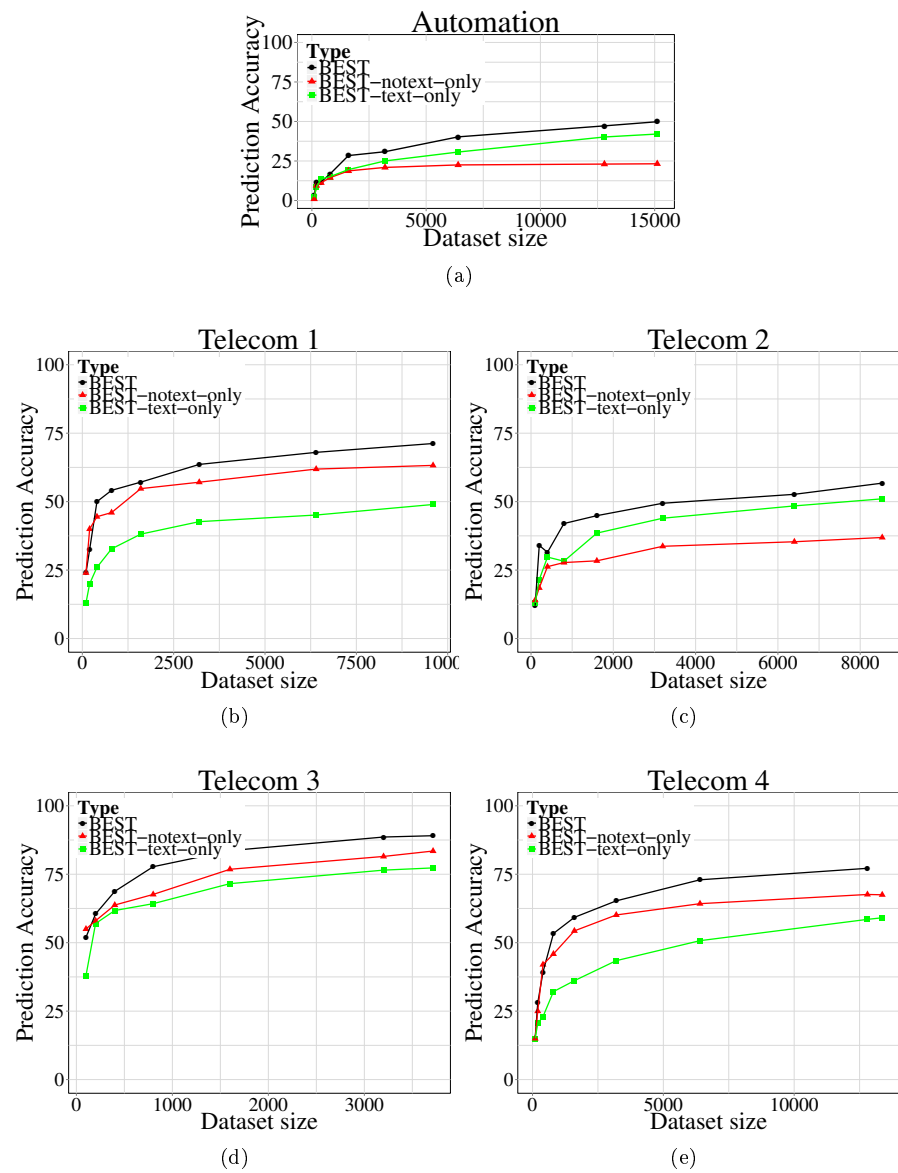 Automation
Prediction Accuracy
100
75
50
25
0
Type
BEST
BEST-notext-only
BEST-text-only
0 5000 10000 15000
Dataset size
(a)
Telecom 1
Prediction Accuracy
100
75
50
25
0
Type
BEST
BEST-notext-only
BEST-text-only
0 2500 5000 7500 1000
Dataset size
(b)
Telecom 2
Prediction Accuracy
100
75
50
25
0
Type
BEST
BEST-notext-only
BEST-text-only
0 2000 4000 6000 8000
Dataset size
(c)
Telecom 3
Prediction Accuracy
100
75
50
25
0
Type
BEST
BEST-notext-only
BEST-text-only
0 1000 2000 3000
Dataset size
(d)
Telecom 4
Prediction Accuracy
100
75
50
25
0
Type
BEST
BEST-notext-only
BEST-text-only
0 5000 10000
Dataset size
(e)